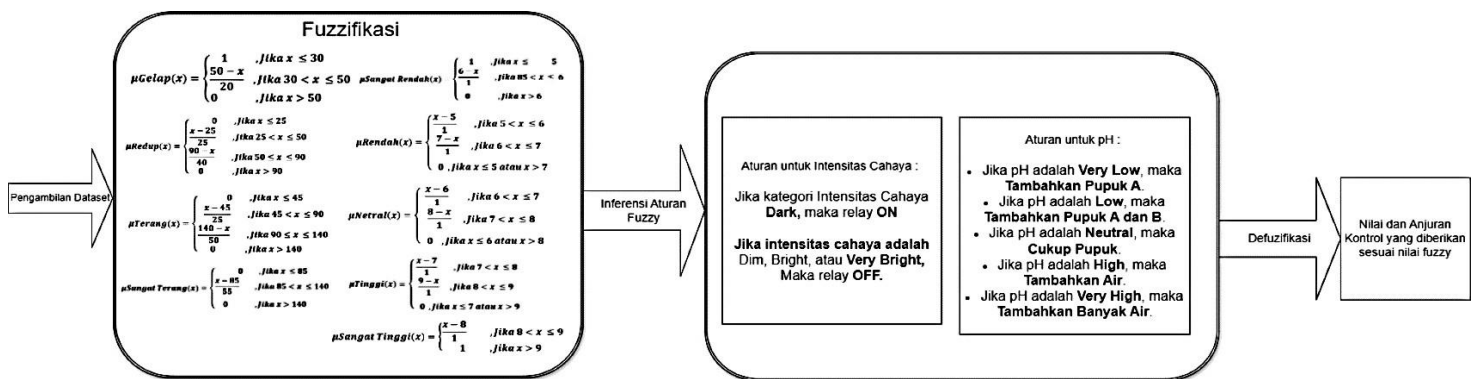 Pengambilan Dataset
Fuzzifikasi
μGelap(x) = { 1 ,Jika x ≤ 30
50 − x / 20 ,Jika 30 < x ≤ 50
0 ,Jika x > 50
μSangat Rendah(x) { 1 ,Jika x ≤ 5
6 − x / 1 ,Jika 85 < x < 6
0 ,Jika x > 6
μRedup(x) = { 0 ,Jika x ≤ 25
x − 25 / 25 ,Jika 25 < x ≤ 50
90 − x / 40 ,Jika 50 ≤ x ≤ 90
0 ,Jika x > 90
μRendah(x) = { x − 5 / 1 ,Jika 5 < x ≤ 6
7 − x / 1 ,Jika 6 < x ≤ 7
0 ,Jika x ≤ 5 atau x > 7
μTerang(x) = { 0 ,Jika x ≤ 45
x − 45 / 25 ,Jika 45 < x ≤ 90
140 − x / 50 ,Jika 90 ≤ x ≤ 140
0 ,Jika x > 140
μNetral(x) = { x − 6 / 1 ,Jika 6 < x ≤ 7
8 − x / 1 ,Jika 7 < x ≤ 8
0 ,Jika x ≤ 6 atau x > 8
μSangat Terang(x) = { 0 ,Jika x ≤ 85
x − 85 / 55 ,Jika 85 < x ≤ 140
0 ,Jika x > 140
μTinggi(x) = { x − 7 / 1 ,Jika 7 < x ≤ 8
9 − x / 1 ,Jika 8 < x ≤ 9
0 ,Jika x ≤ 7 atau x > 9
μSangat Tinggi(x) = { x − 8 / 1 ,Jika 8 < x ≤ 9
1 ,Jika x > 9
Inferensi Aturan
Fuzzy
Aturan untuk Intensitas Cahaya :
Jika kategori Intensitas Cahaya
Dark, maka relay ON
Jika intensitas cahaya adalah
Dim, Bright, atau Very Bright,
Maka relay OFF.
Aturan untuk pH :
• Jika pH adalah Very Low, maka
Tambahkan Pupuk A.
• Jika pH adalah Low, maka
Tambahkan Pupuk A dan B.
• Jika pH adalah Neutral, maka
Cukup Pupuk.
• Jika pH adalah High, maka
Tambahkan Air.
• Jika pH adalah Very High, maka
Tambahkan Banyak Air.
Defuzifikasi
Nilai dan Anjuran
Kontrol yang diberikan
sesuai nilai fuzzy